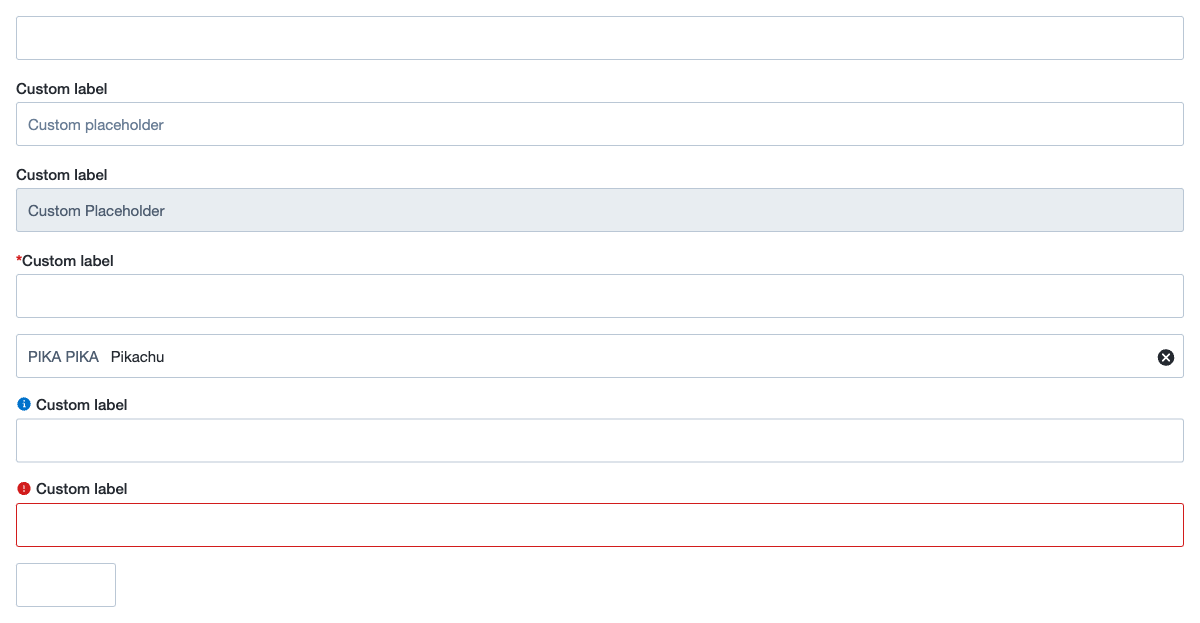 Custom label
Custom placeholder
Custom label
Custom Placeholder
*Custom label
PIKA PIKA Pikachu
Custom label
Custom label